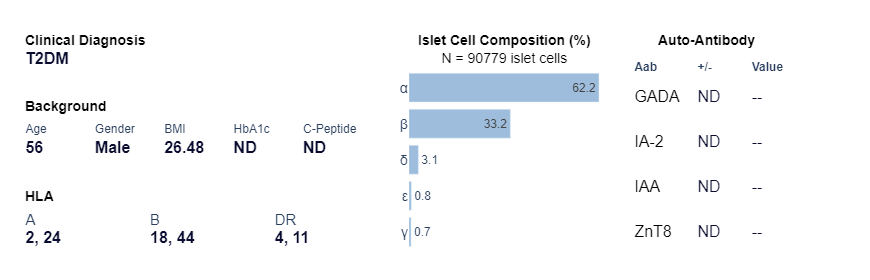 Clinical Diagnosis
T2DM
Background
Age Gender BMI HbA1c C-Peptide
56 Male 26.48 ND ND
HLA
A B DR
2, 24 18, 44 4, 11
Islet Cell Composition (%)
N = 90779 islet cells
α 62.2
β 33.2
δ 3.1
ε 0.8
γ 0.7
Auto-Antibody
Aab +/- Value
GADA ND --
IA-2 ND --
IAA ND --
ZnT8 ND --